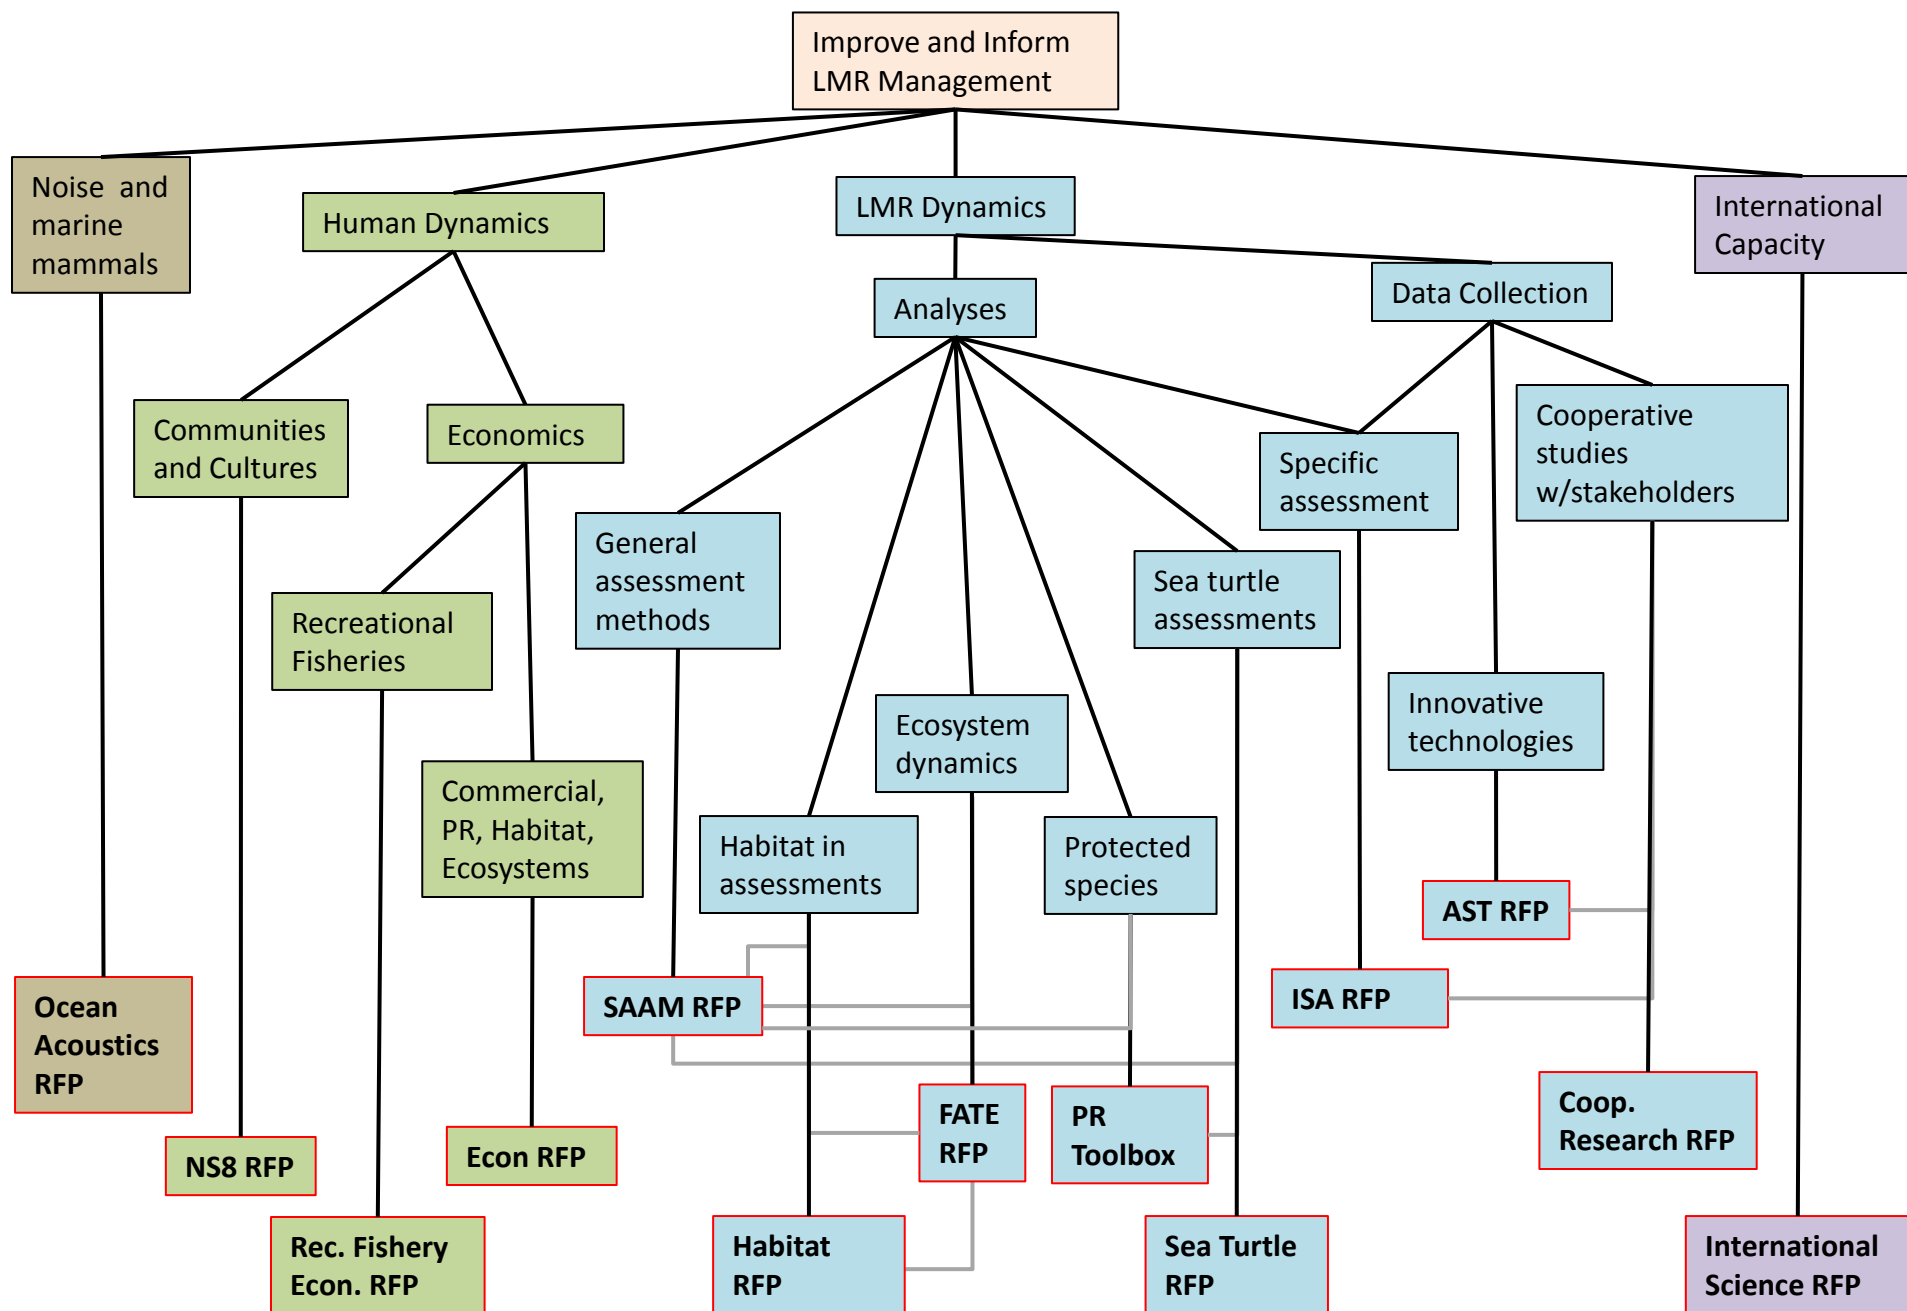 Improve and Inform
LMR Management
Noise and
marine
mammals
Human Dynamics
LMR Dynamics
International
Capacity
Analyses
Data Collection
Communities
and Cultures
Economics
Cooperative
studies
w/stakeholders
Specific
assessment
General
assessment
methods
Sea turtle
assessments
Recreational
Fisheries
Innovative
technologies
Ecosystem
dynamics
Commercial,
PR, Habitat,
Ecosystems
Habitat in
assessments
Protected
species
AST RFP
Ocean
Acoustics
RFP
SAAM RFP
ISA RFP
FATE
RFP
PR
Toolbox
Coop.
Research RFP
NS8 RFP
Econ RFP
Rec. Fishery
Econ. RFP
Habitat
RFP
Sea Turtle
RFP
International
Science RFP